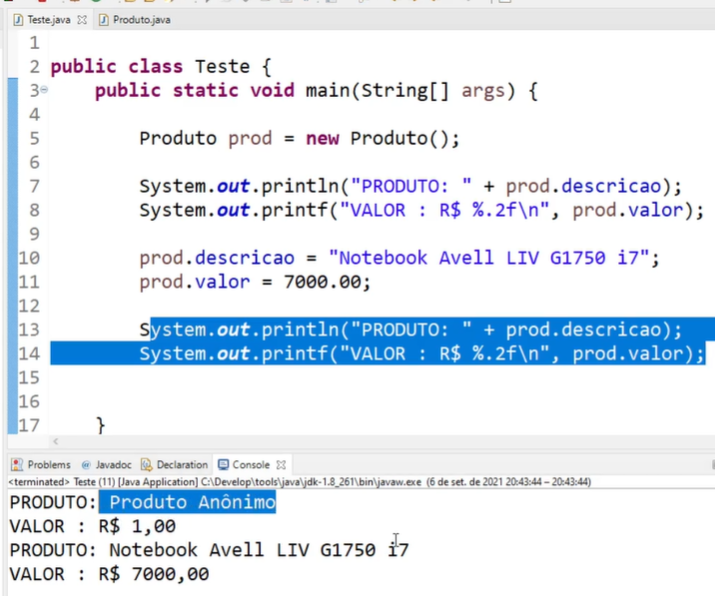 Teste.java Produto.java
1
2 public class Teste {
3 public static void main(String[] args) {
4
5 Produto prod = new Produto();
6
7 System.out.println("PRODUTO: " + prod.descricao);
8 System.out.printf("VALOR : R$ %.2f\n", prod.valor);
9
10 prod.descricao = "Notebook Avell LIV G1750 i7";
11 prod.valor = 7000.00;
12
13 System.out.println("PRODUTO: " + prod.descricao);
14 System.out.printf("VALOR : R$ %.2f\n", prod.valor);
15
16
17 }
Problems Javadoc Declaration Console
<terminated> Teste (11) [Java Application] C:\Develop\tools\java\jdk-1.8_261\bin\javaw.exe (6 de set. de 2021 20:43:44 – 20:43:44)
PRODUTO: Produto Anônimo
VALOR : R$ 1,00
PRODUTO: Notebook Avell LIV G1750 i7
VALOR : R$ 7000,00